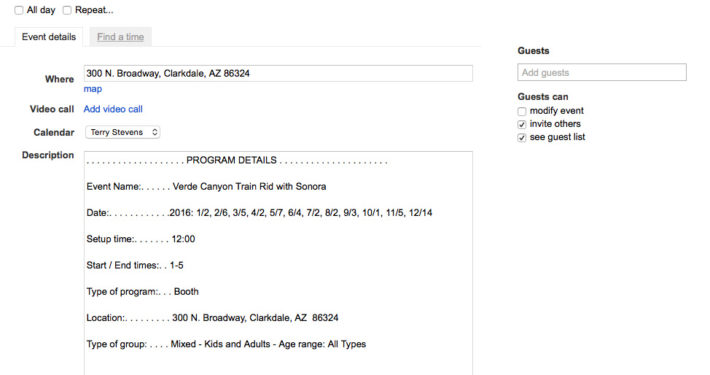 All day Repeat...
Event details Find a time
Where 300 N. Broadway, Clarkdale, AZ 86324
map
Video call Add video call
Calendar Terry Stevens
Description
. . . . . . . . . . . . . . . . . . . PROGRAM DETAILS . . . . . . . . . . . . . . . . . . . . .
Event Name:. . . . . . Verde Canyon Train Rid with Sonora
Date:. . . . . . . . . . . .2016: 1/2, 2/6, 3/5, 4/2, 5/7, 6/4, 7/2, 8/2, 9/3, 10/1, 11/5, 12/14
Setup time:. . . . . . . 12:00
Start / End times:. . 1-5
Type of program:. . . Booth
Location:. . . . . . . . . 300 N. Broadway, Clarkdale, AZ  86324
Type of group: . . . . Mixed - Kids and Adults - Age range: All Types
Guests
Add guests
Guests can
modify event
invite others
see guest list